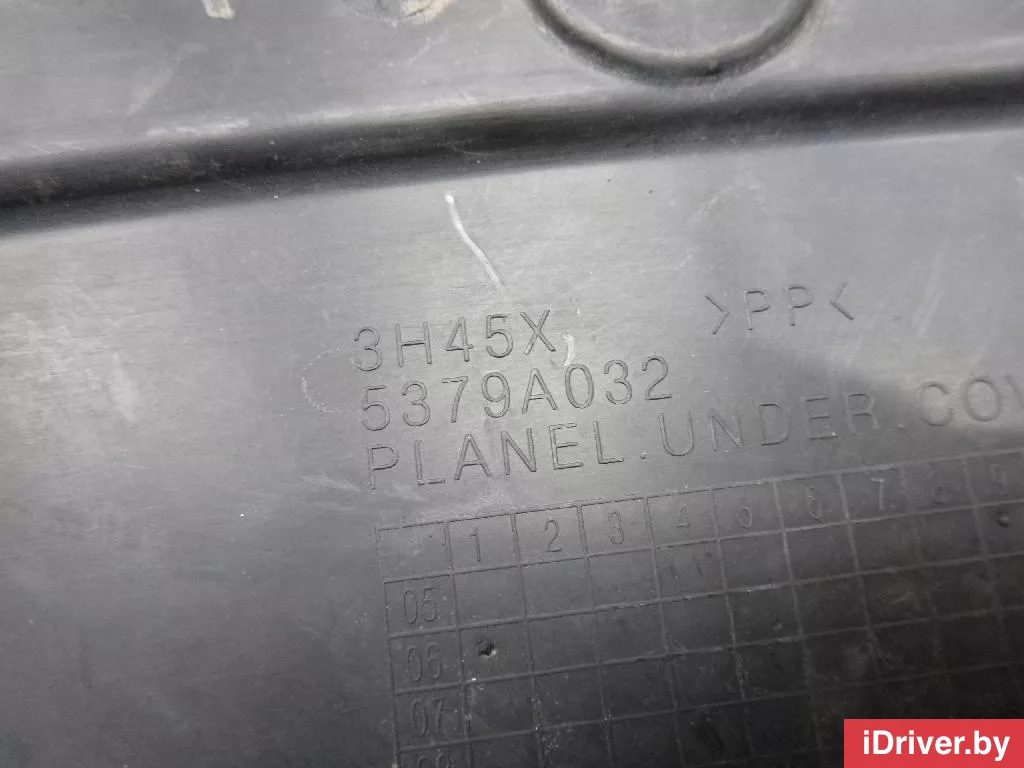 3H45X >PP<
5379A032
PLANEL.UNDER.COV
1 2 3 4 5 6 7 8 9
05
06
07
iDriver.by